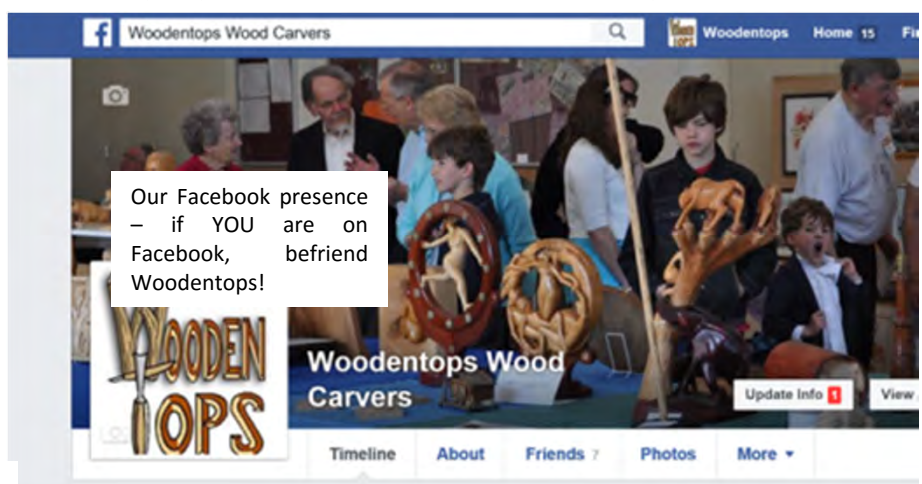 Woodentops Wood Carvers
Woodentops
Home 15
Our Facebook presence
– if YOU are on
Facebook, befriend
Woodentops!
WOODEN
TOPS
Woodentops Wood
Carvers
Update Info 1
View
Timeline
About
Friends 7
Photos
More